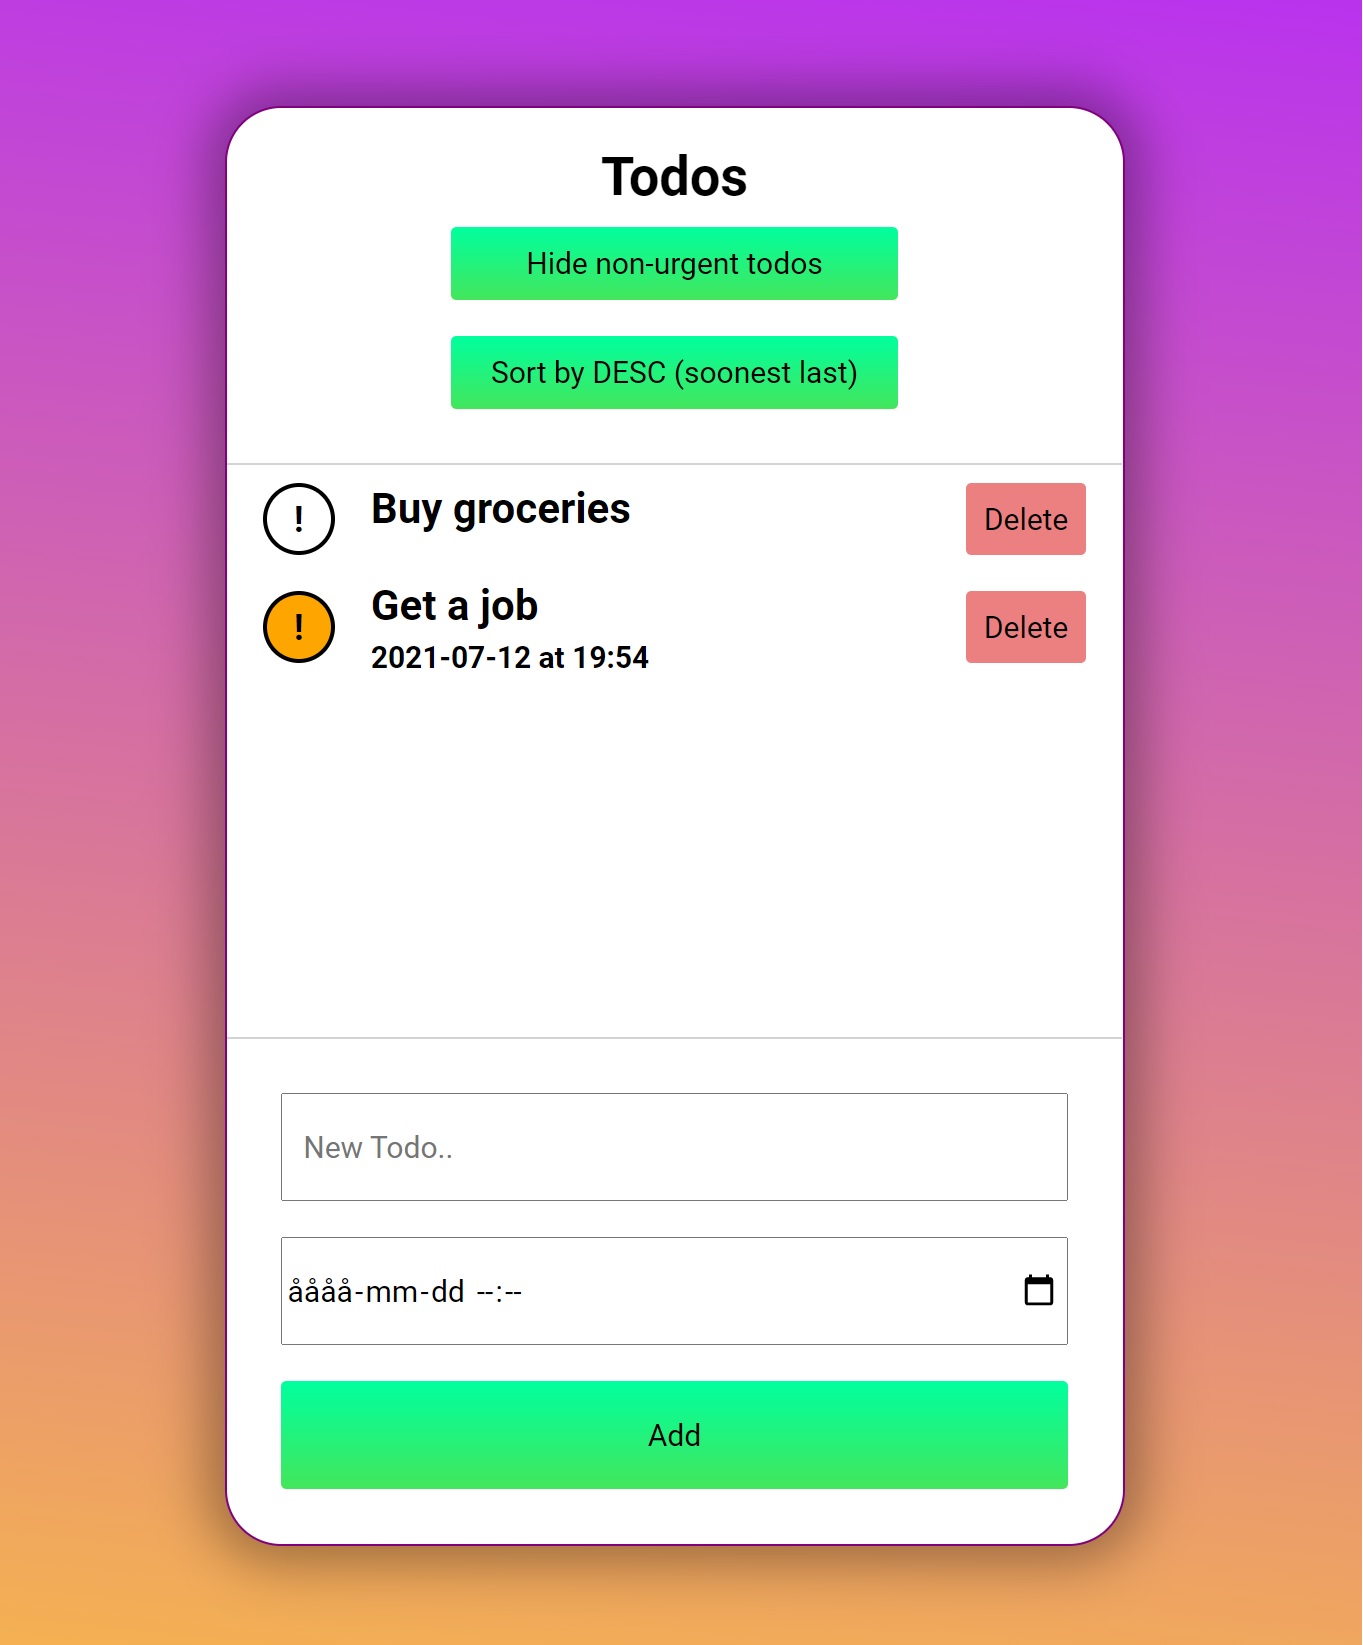 Todos
Hide non-urgent todos
Sort by DESC (soonest last)
! Buy groceries Delete
! Get a job Delete
2021-07-12 at 19:54
New Todo..
åååå-mm-dd --:--
Add